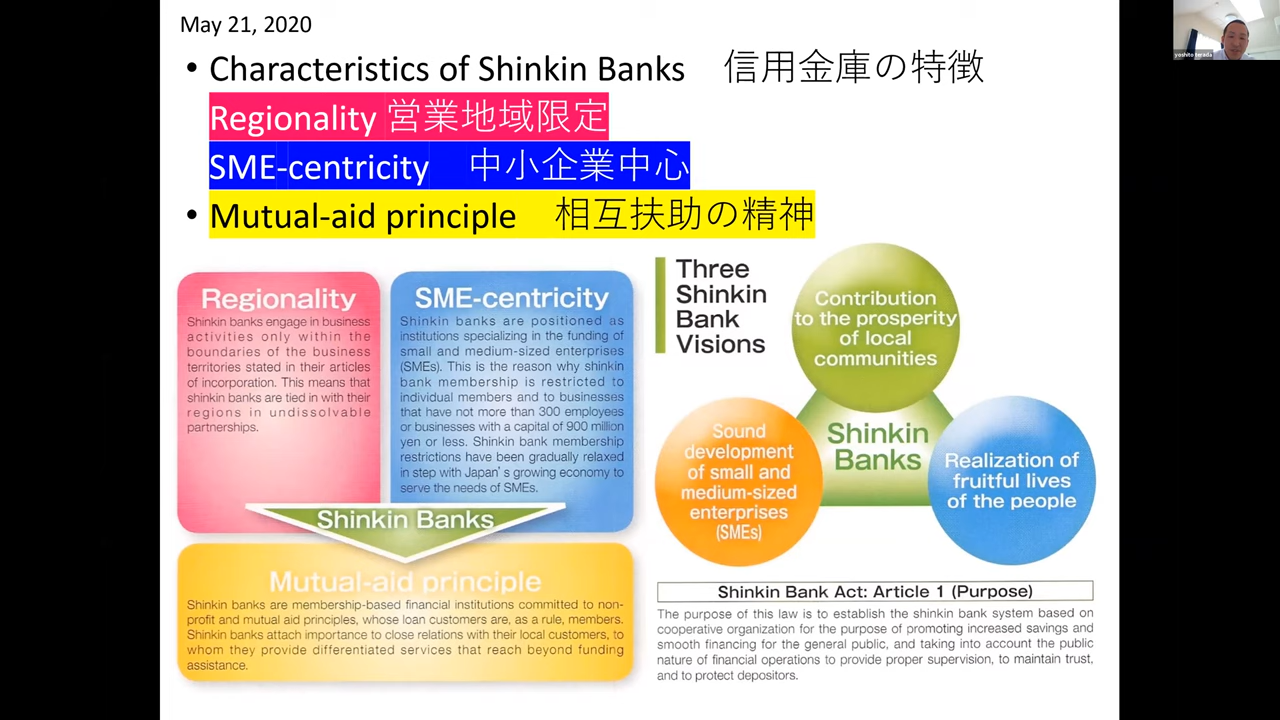 May 21, 2020
• Characteristics of Shinkin Banks 信用金庫の特徴
Regionality 営業地域限定
SME-centricity 中小企業中心
• Mutual-aid principle 相互扶助の精神
Regionality
Shinkin banks engage in business
activities only within the
boundaries of the business
territories stated in their articles
of incorporation. This means that
shinkin banks are tied in with their
regions in undissolvable
partnerships.
SME-centricity
Shinkin banks are positioned as
institutions specializing in the funding of
small and medium-sized enterprises
(SMEs). This is the reason why shinkin
bank membership is restricted to
individual members and to businesses
that have not more than 300 employees
or businesses with a capital of 900 million
yen or less. Shinkin bank membership
restrictions have been gradually relaxed
in step with Japan's growing economy to
serve the needs of SMEs.
Shinkin Banks
Mutual-aid principle
Shinkin banks are membership-based financial institutions committed to non-
profit and mutual aid principles, whose loan customers are, as a rule, members.
Shinkin banks attach importance to close relations with their local customers, to
whom they provide differentiated services that reach beyond funding
assistance.
Three
Shinkin
Bank
Visions
Contribution
to the prosperity
of local
communities
Shinkin
Banks
Sound
development
of small and
medium-sized
enterprises
(SMEs)
Realization of
fruitful lives
of the people
Shinkin Bank Act: Article 1 (Purpose)
The purpose of this law is to establish the shinkin bank system based on
cooperative organization for the purpose of promoting increased savings and
smooth financing for the general public, and taking into account the public
nature of financial operations to provide proper supervision, to maintain trust,
and to protect depositors.
yoshito terada